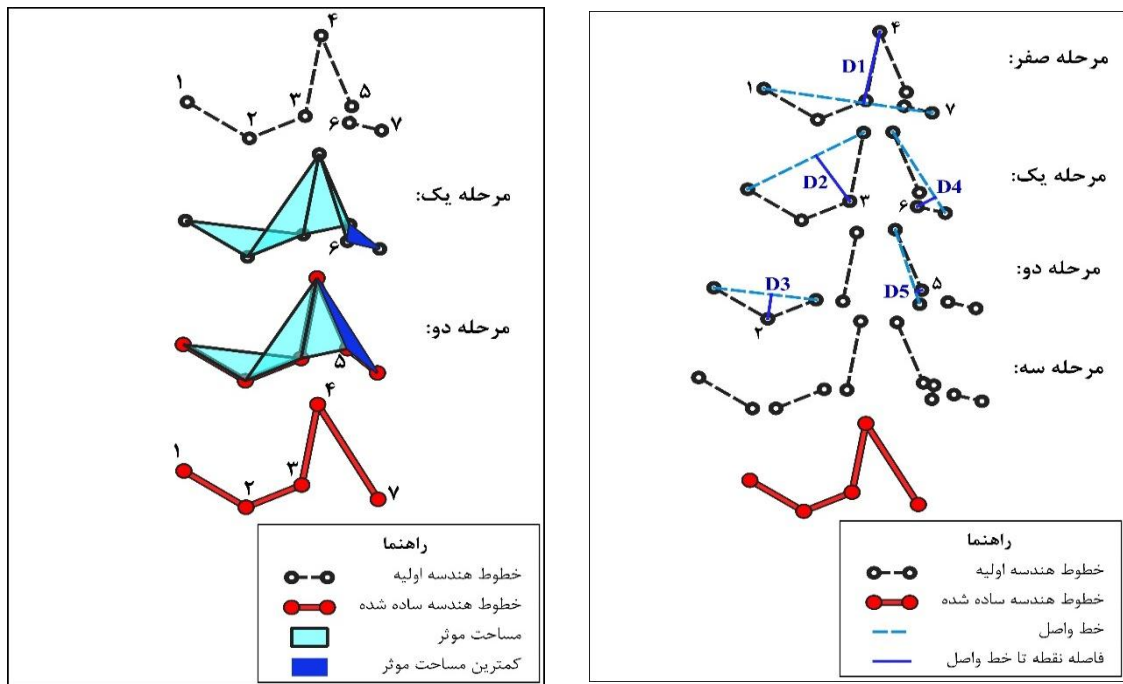 ۴
۱
۳
۵
۲
۶
۷
مرحله یک:
۶
مرحله دو:
۵
۴
۱
۳
۲
۷
راهنما
خطوط هندسه اولیه
خطوط هندسه ساده شده
مساحت موثر
کمترین مساحت موثر
۴
مرحله صفر:
D1
۱
۷
مرحله یک:
D2
D4
۳
۶
مرحله دو:
D3
D5
۵
۲
مرحله سه:
راهنما
خطوط هندسه اولیه
خطوط هندسه ساده شده
خط واصل
فاصله نقطه تا خط واصل